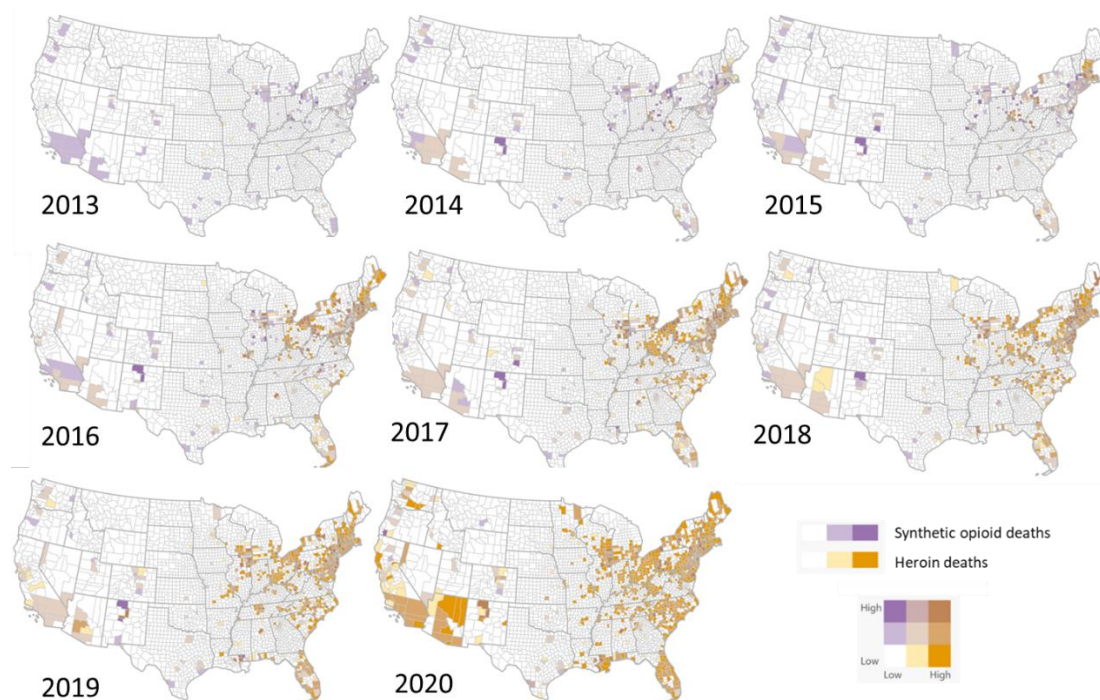 2013
2014
2015
2016
2017
2018
2019
2020
Synthetic opioid deaths
Heroin deaths
High
Low
Low
High